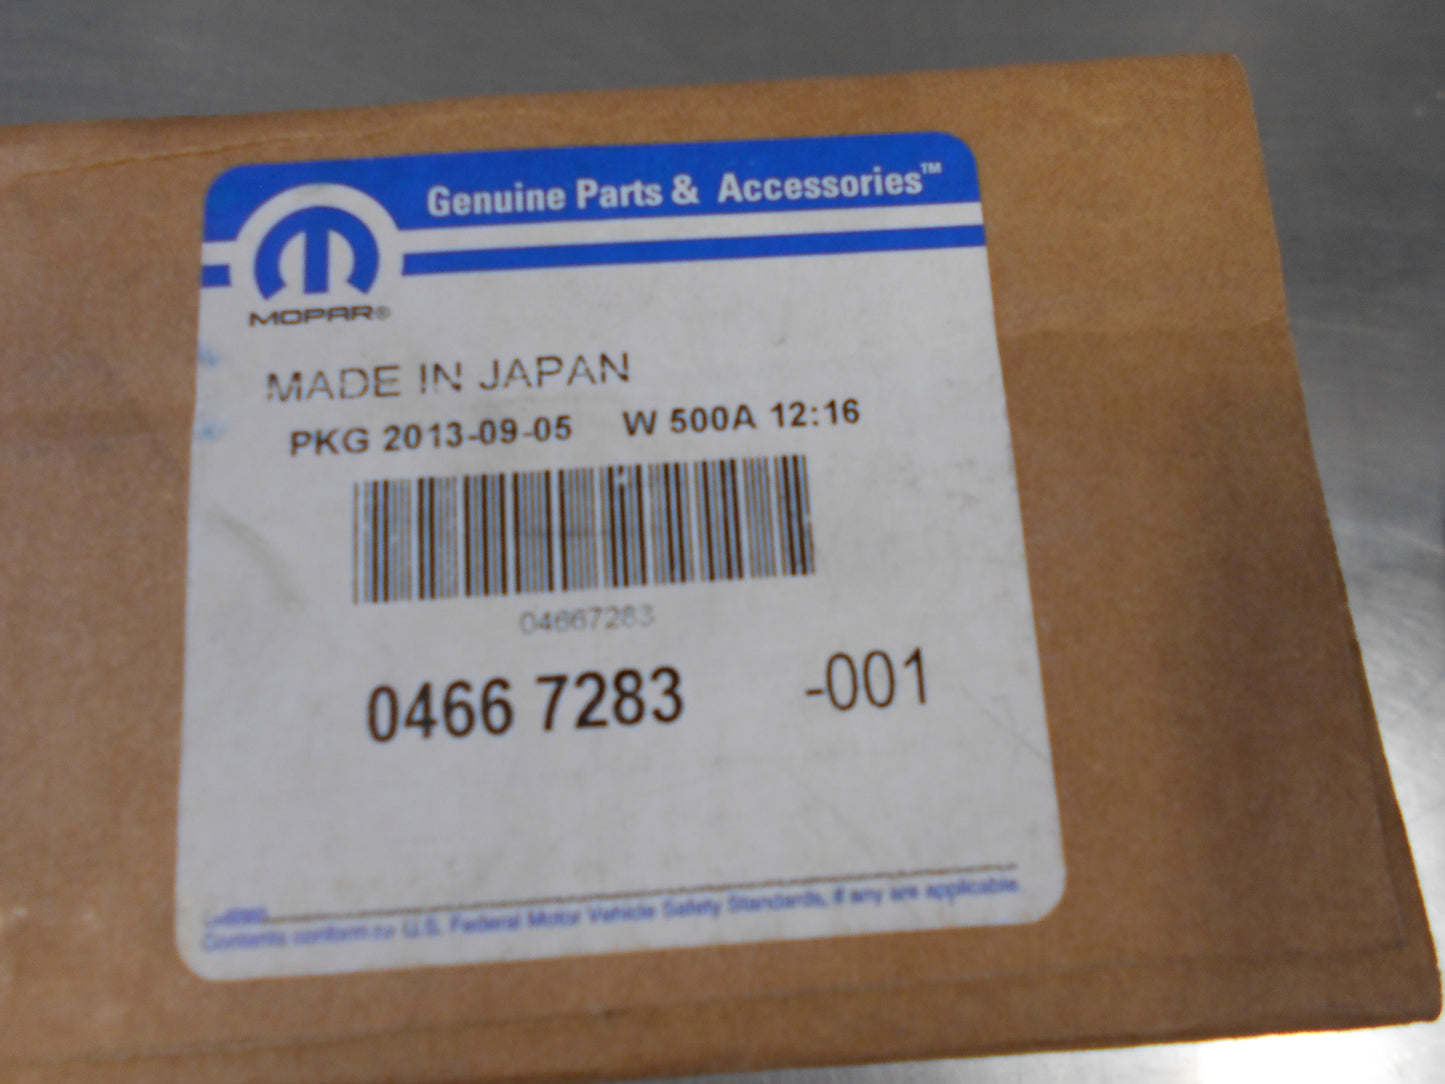 Genuine Parts & Accessories™
MOPAR®
MADE IN JAPAN
PKG 2013-09-05 W 500A 12:16
04667283
0466 7283 -001
Contents conform to U.S. Federal Motor Vehicle Safety Standards, if any are applicable.